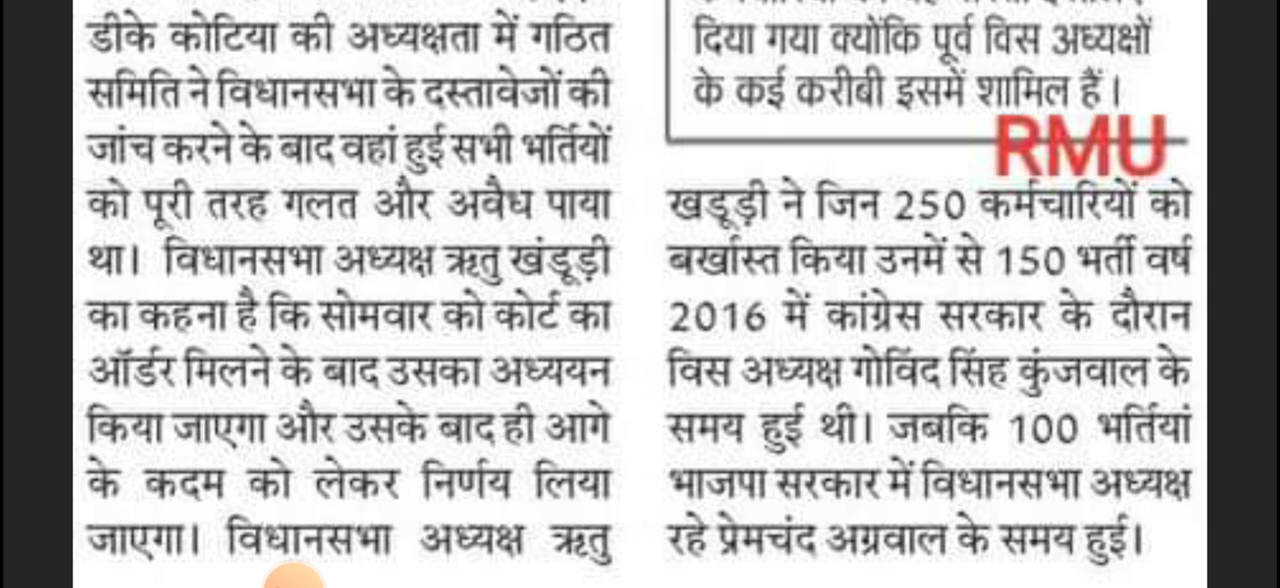 डीके कोटिया की अध्यक्षता में गठित
समिति ने विधानसभा के दस्तावेजों की
जांच करने के बाद वहां हुई सभी भर्तियों
को पूरी तरह गलत और अवैध पाया
था। विधानसभा अध्यक्ष ऋतु खंडूड़ी
का कहना है कि सोमवार को कोर्ट का
ऑर्डर मिलने के बाद उसका अध्ययन
किया जाएगा और उसके बाद ही आगे
के कदम को लेकर निर्णय लिया
जाएगा। विधानसभा अध्यक्ष ऋतु
दिया गया क्योंकि पूर्व विस अध्यक्षों
के कई करीबी इसमें शामिल हैं।
RMU
खडूड़ी ने जिन 250 कर्मचारियों को
बर्खास्त किया उनमें से 150 भर्ती वर्ष
2016 में कांग्रेस सरकार के दौरान
विस अध्यक्ष गोविंद सिंह कुंजवाल के
समय हुई थी। जबकि 100 भर्तियां
भाजपा सरकार में विधानसभा अध्यक्ष
रहे प्रेमचंद अग्रवाल के समय हुई।